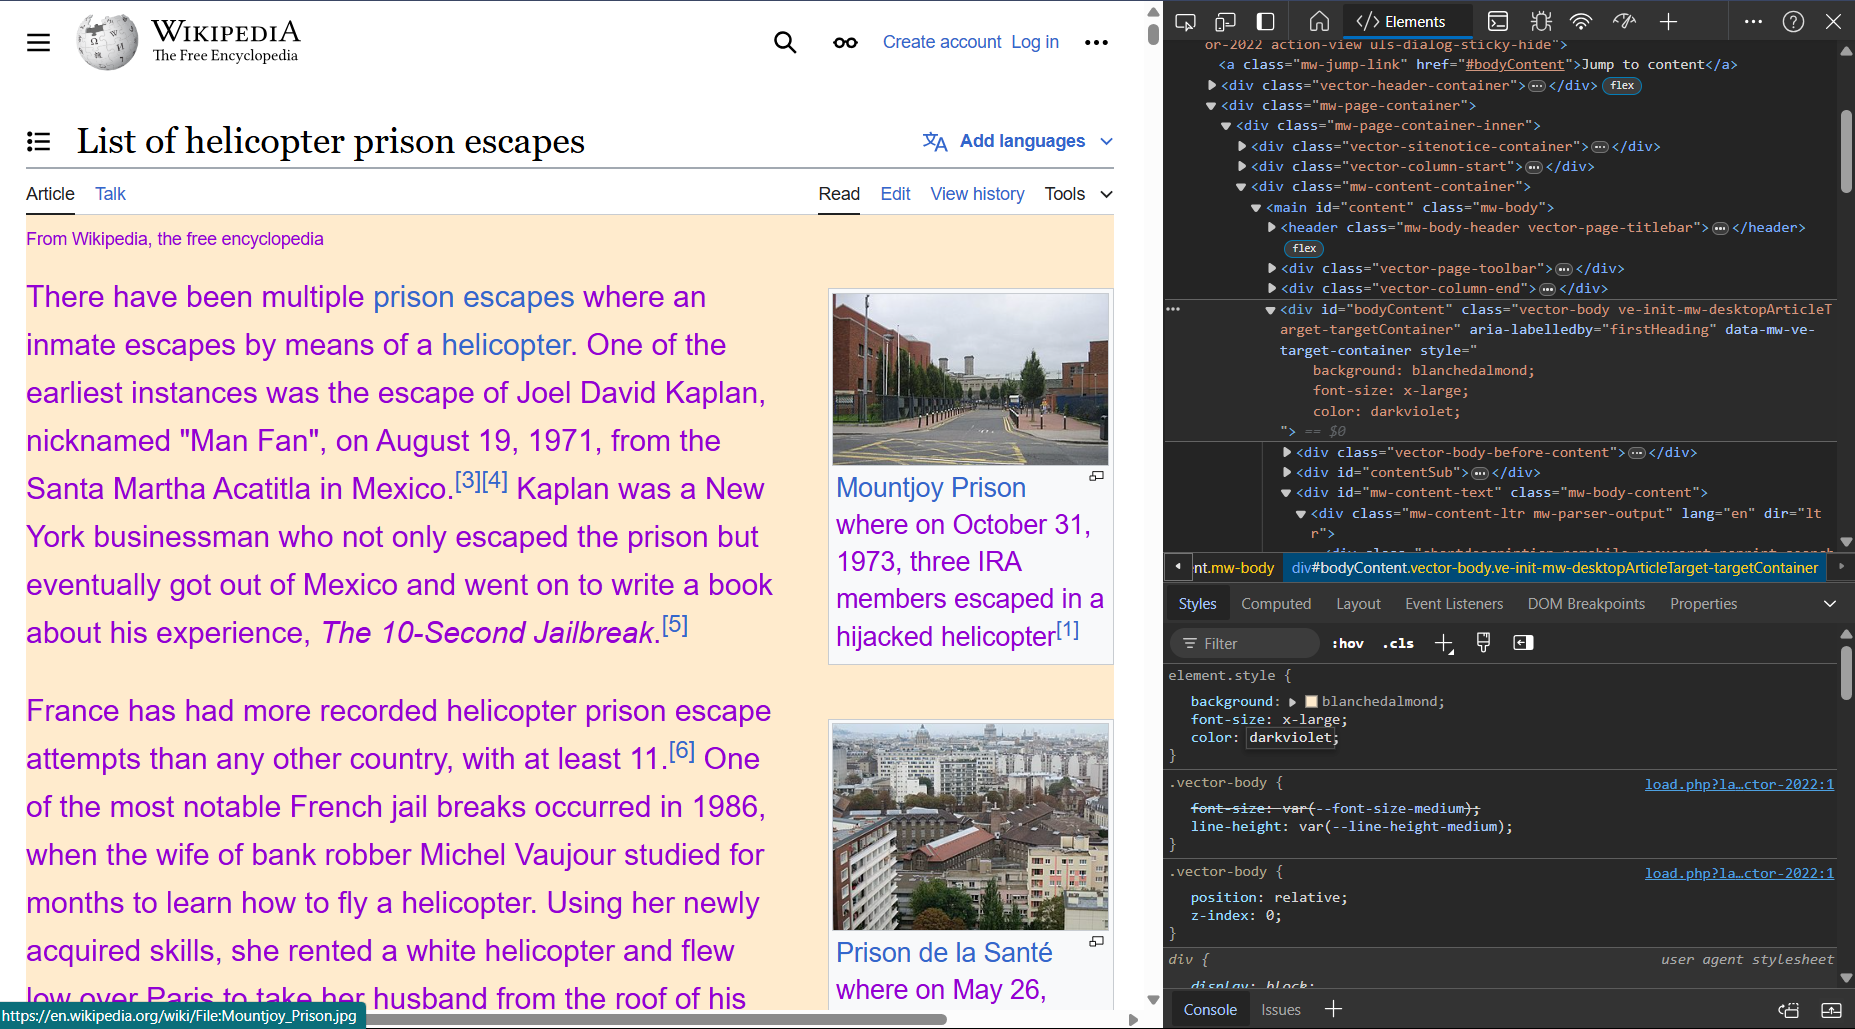 WIKIPEDIA
The Free Encyclopedia
Create account Log in
List of helicopter prison escapes
Add languages
Article Talk
Read Edit View history Tools
From Wikipedia, the free encyclopedia
There have been multiple prison escapes where an
inmate escapes by means of a helicopter. One of the
earliest instances was the escape of Joel David Kaplan,
nicknamed "Man Fan", on August 19, 1971, from the
Santa Martha Acatitla in Mexico.[3][4] Kaplan was a New
York businessman who not only escaped the prison but
eventually got out of Mexico and went on to write a book
about his experience, The 10-Second Jailbreak.[5]
Mountjoy Prison
where on October 31,
1973, three IRA
members escaped in a
hijacked helicopter[1]
France has had more recorded helicopter prison escape
attempts than any other country, with at least 11.[6] One
of the most notable French jail breaks occurred in 1986,
when the wife of bank robber Michel Vaujour studied for
months to learn how to fly a helicopter. Using her newly
acquired skills, she rented a white helicopter and flew
low over Paris to take her husband from the roof of his
Prison de la Santé
where on May 26,
https://en.wikipedia.org/wiki/File:Mountjoy_Prison.jpg
Elements
or-2022 action-view uls-dialog-sticky-hide">
<a class="mw-jump-link" href="#bodyContent">Jump to content</a>
<div class="vector-header-container"> </div> flex
<div class="mw-page-container">
<div class="mw-page-container-inner">
<div class="vector-sitenotice-container"> </div>
<div class="vector-column-start"> </div>
<div class="mw-content-container">
<main id="content" class="mw-body">
<header class="mw-body-header vector-page-titlebar"> </header>
flex
<div class="vector-page-toolbar"> </div>
<div class="vector-column-end"> </div>
<div id="bodyContent" class="vector-body ve-init-mw-desktopArticleT
arget-targetContainer" aria-labelledby="firstHeading" data-mw-ve-
target-container style="
background: blanchedalmond;
font-size: x-large;
color: darkviolet;
"> == $0
<div class="vector-body-before-content"> </div>
<div id="contentSub"> </div>
<div id="mw-content-text" class="mw-body-content">
<div class="mw-content-ltr mw-parser-output" lang="en" dir="lt
r">
nt.mw-body div#bodyContent.vector-body.ve-init-mw-desktopArticleTarget-targetContainer
Styles Computed Layout Event Listeners DOM Breakpoints Properties
Filter :hov .cls
element.style {
background: blanchedalmond;
font-size: x-large;
color: darkviolet;
}
.vector-body { load.php?la…ctor-2022:1
font-size: var(--font-size-medium);
line-height: var(--line-height-medium);
}
.vector-body { load.php?la…ctor-2022:1
position: relative;
z-index: 0;
}
div { user agent stylesheet
display: block;
Console Issues